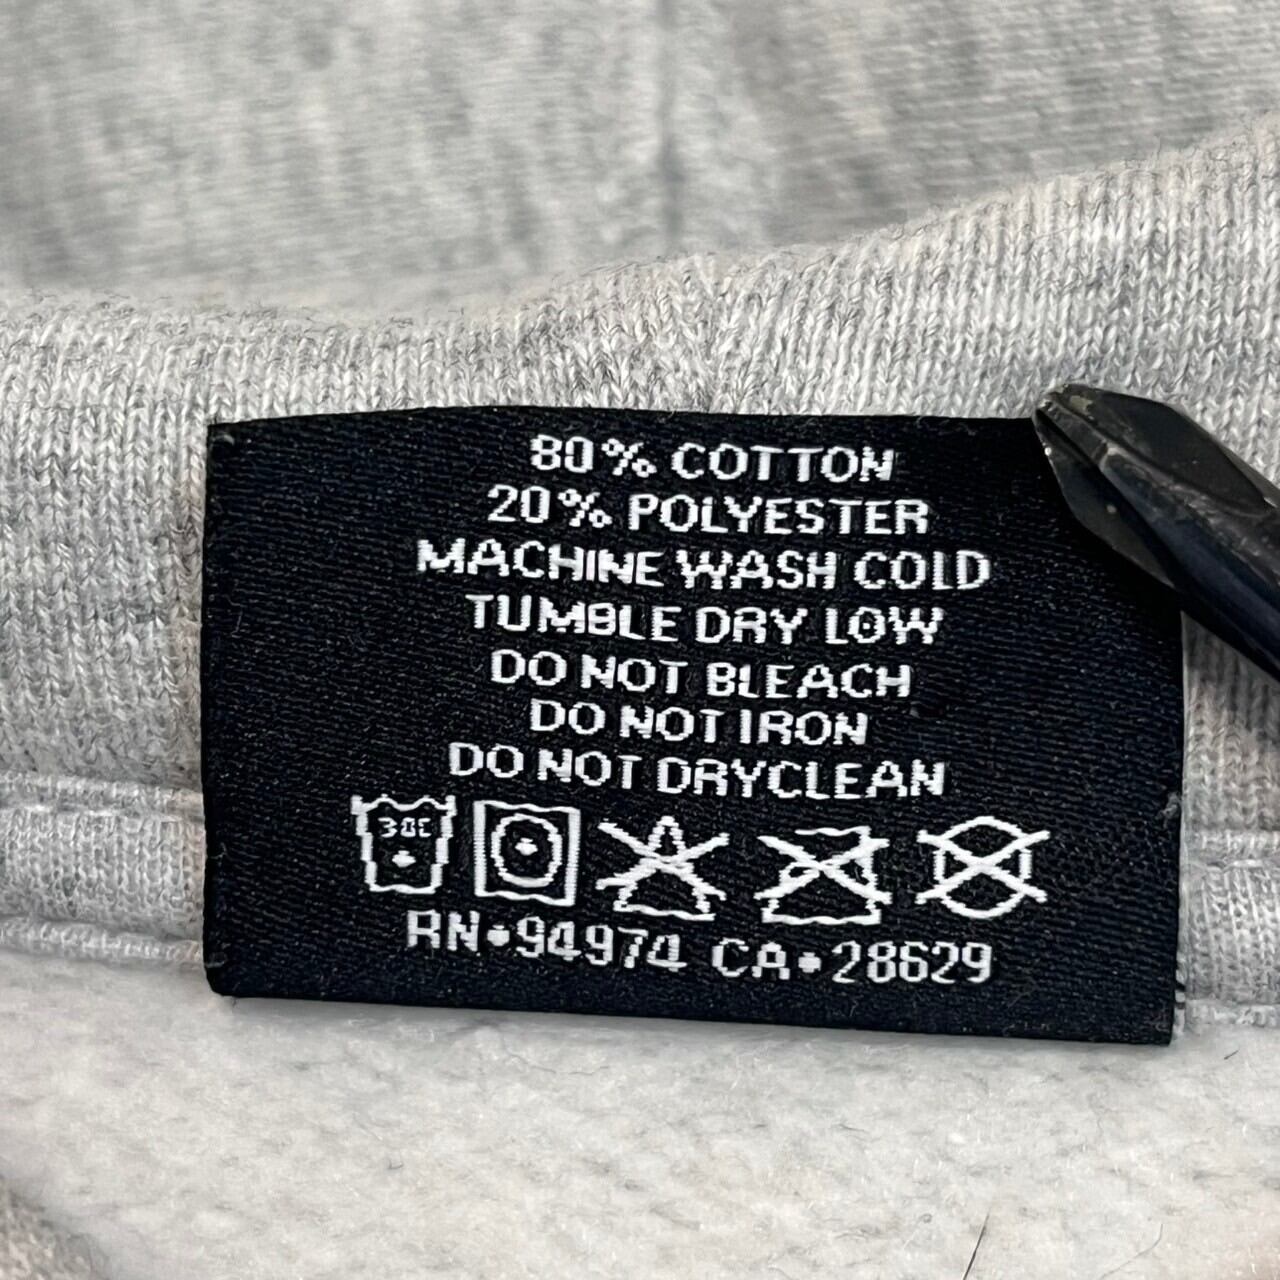 80% COTTON
20% POLYESTER
MACHINE WASH COLD
TUMBLE DRY LOW
DO NOT BLEACH
DO NOT IRON
DO NOT DRYCLEAN
30C
RN•94974 CA•28629